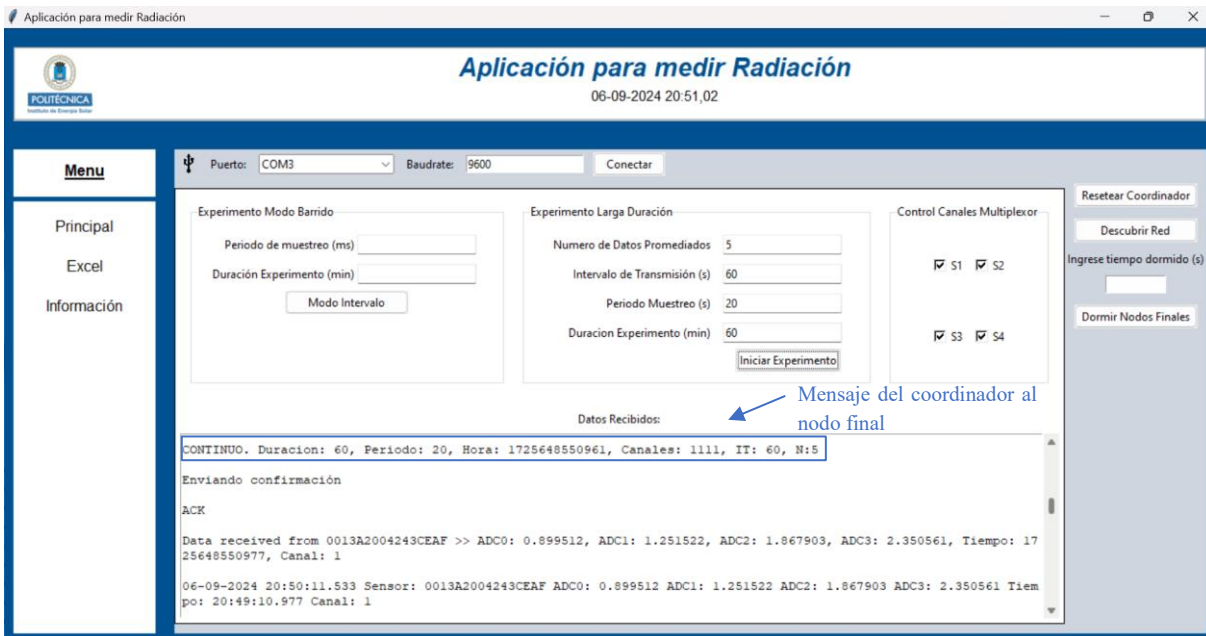 Aplicación para medir Radiación
POLITÉCNICA
Instituto de Energía Solar
Aplicación para medir Radiación
06-09-2024 20:51,02
Menu
Principal
Excel
Información
Puerto: COM3 Baudrate: 9600 Conectar
Experimento Modo Barrido
Periodo de muestreo (ms)
Duración Experimento (min)
Modo Intervalo
Experimento Larga Duración
Numero de Datos Promediados 5
Intervalo de Transmisión (s) 60
Periodo Muestreo (s) 20
Duracion Experimento (min) 60
Iniciar Experimento
Control Canales Multiplexor
S1 S2
S3 S4
Resetear Coordinador
Descubrir Red
Ingrese tiempo dormido (s)
Dormir Nodos Finales
Mensaje del coordinador al
nodo final
Datos Recibidos:
CONTINUO. Duracion: 60, Periodo: 20, Hora: 1725648550961, Canales: 1111, IT: 60, N:5
Enviando confirmación
ACK
Data received from 0013A2004243CEAF >> ADC0: 0.899512, ADC1: 1.251522, ADC2: 1.867903, ADC3: 2.350561, Tiempo: 17
25648550977, Canal: 1
06-09-2024 20:50:11.533 Sensor: 0013A2004243CEAF ADC0: 0.899512 ADC1: 1.251522 ADC2: 1.867903 ADC3: 2.350561 Tiem
po: 20:49:10.977 Canal: 1